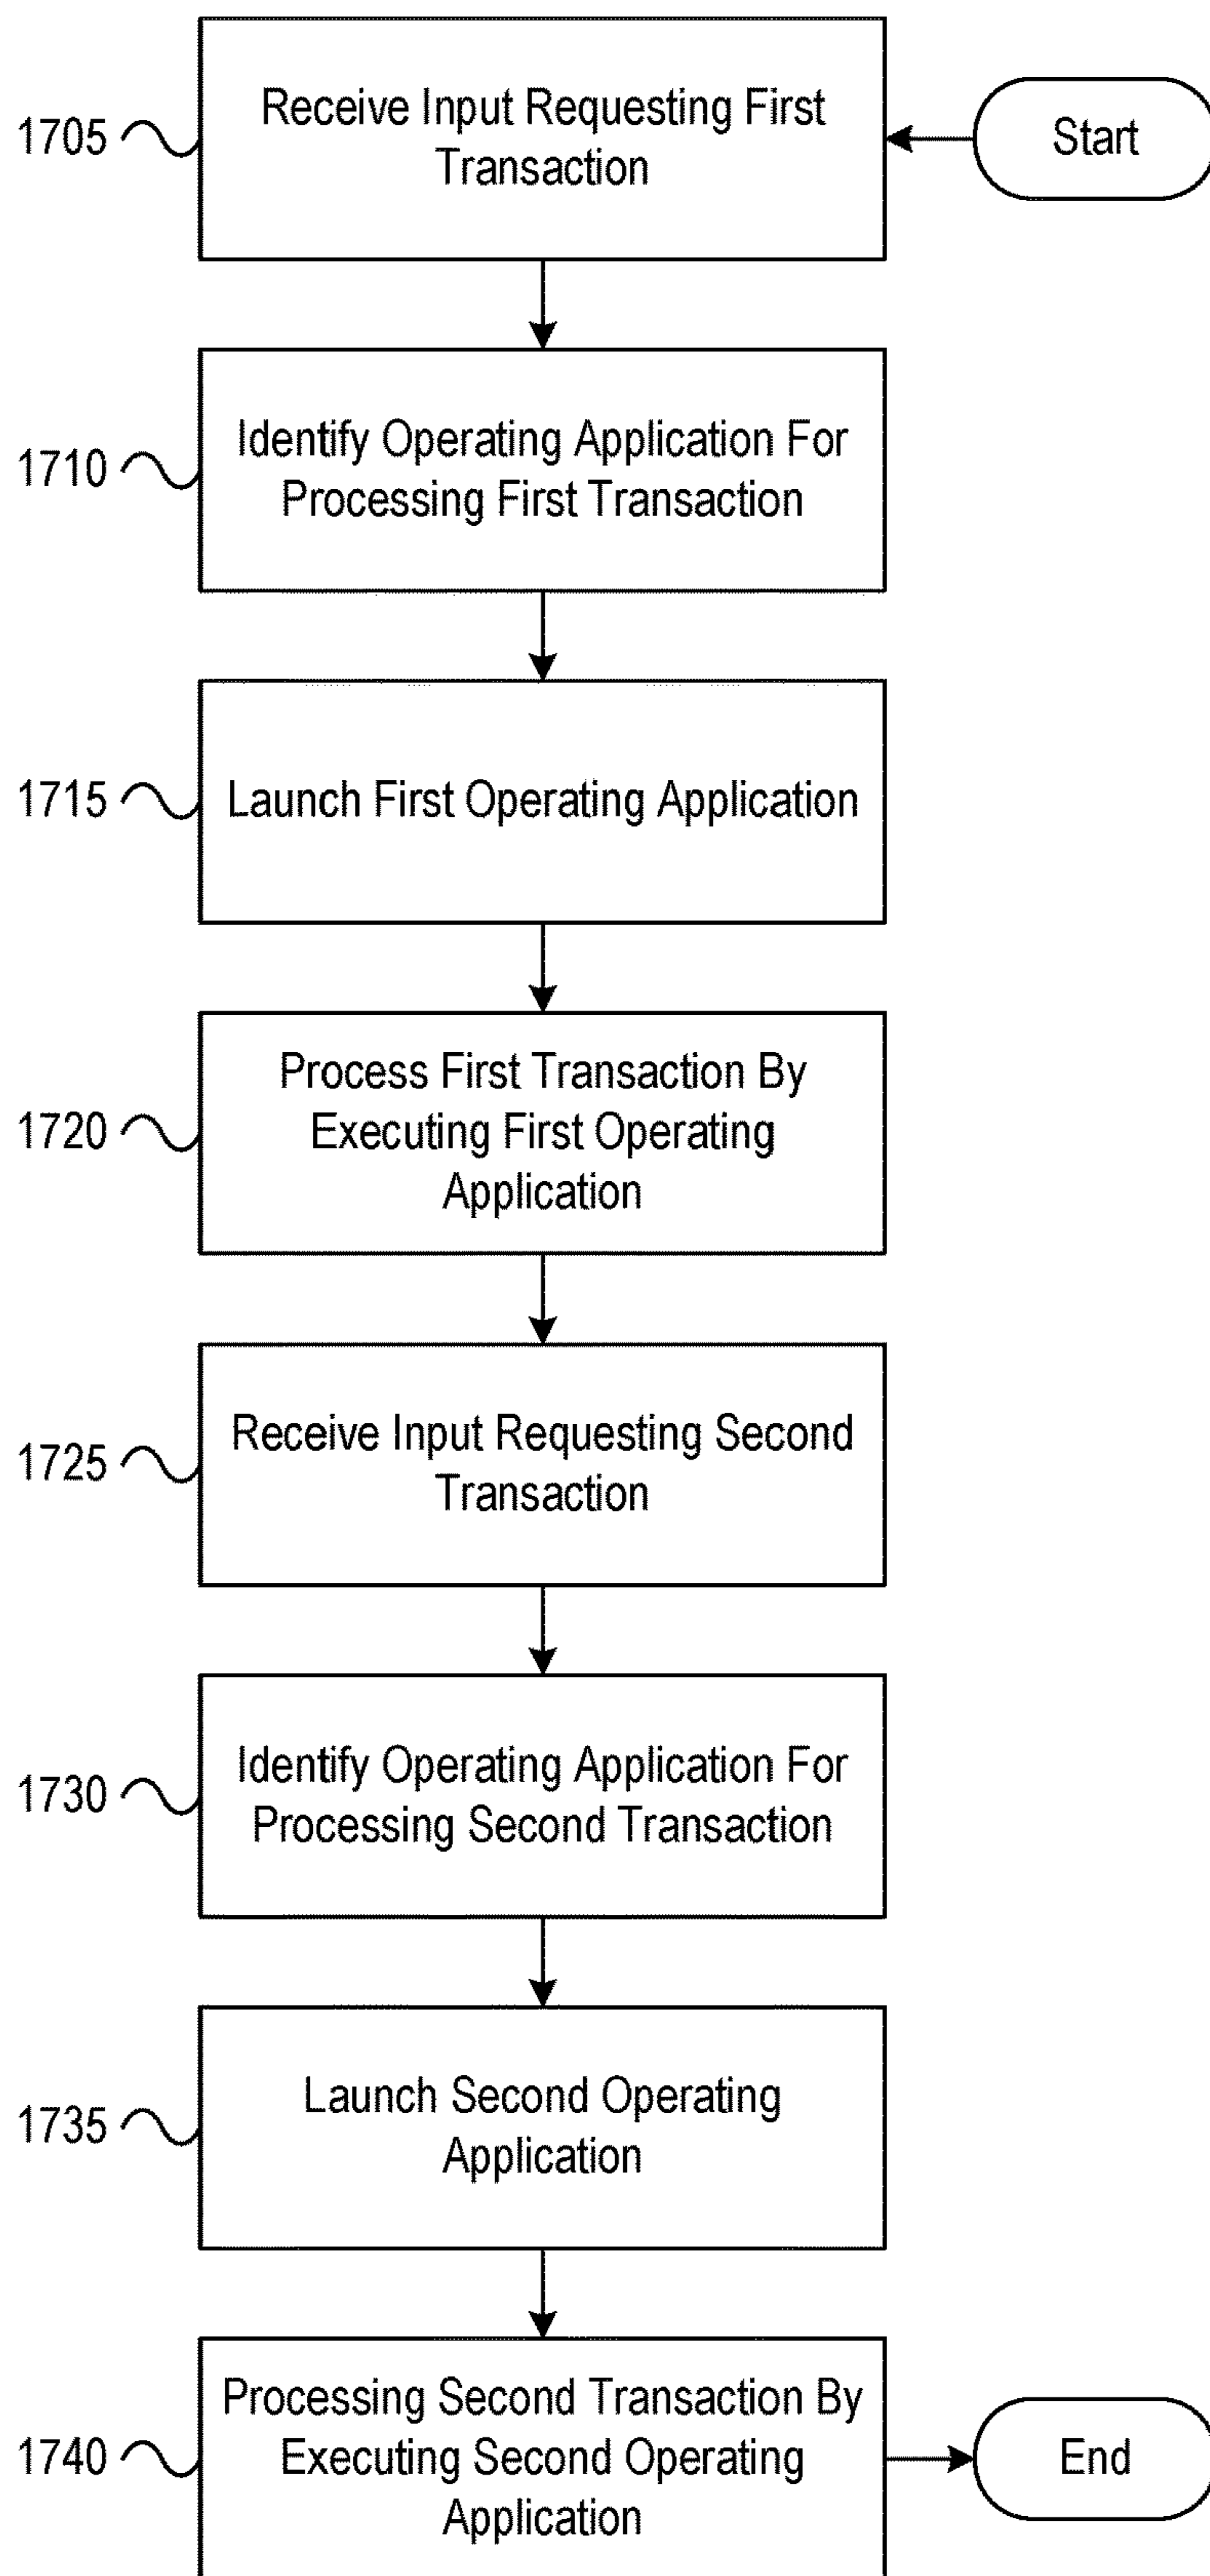 Start
1705
Receive Input Requesting First
Transaction
1710
Identify Operating Application For
Processing First Transaction
1715
Launch First Operating Application
1720
Process First Transaction By
Executing First Operating
Application
1725
Receive Input Requesting Second
Transaction
1730
Identify Operating Application For
Processing Second Transaction
1735
Launch Second Operating
Application
1740
Processing Second Transaction By
Executing Second Operating
Application
End